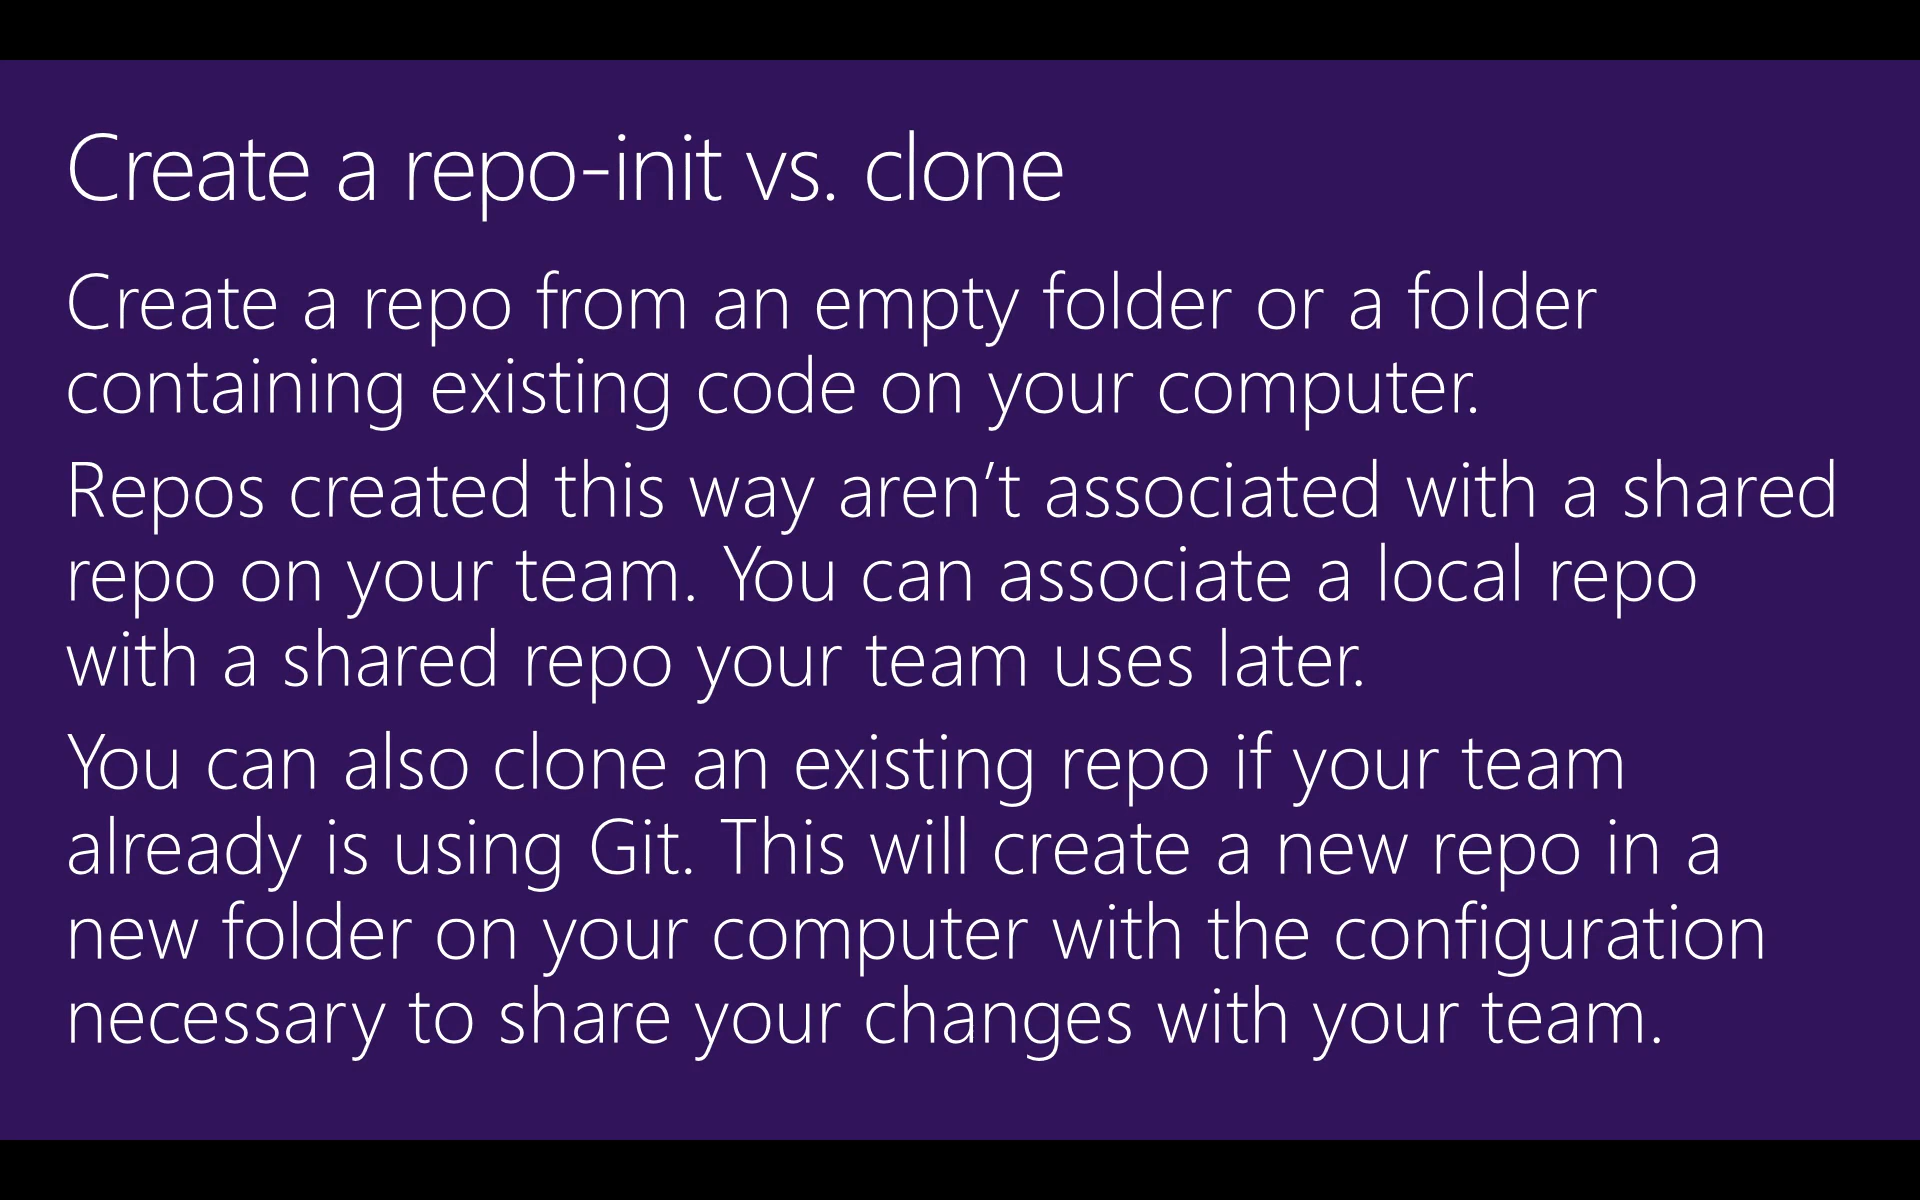 Create a repo-init vs. clone
Create a repo from an empty folder or a folder
containing existing code on your computer.
Repos created this way aren’t associated with a shared
repo on your team. You can associate a local repo
with a shared repo your team uses later.
You can also clone an existing repo if your team
already is using Git. This will create a new repo in a
new folder on your computer with the configuration
necessary to share your changes with your team.